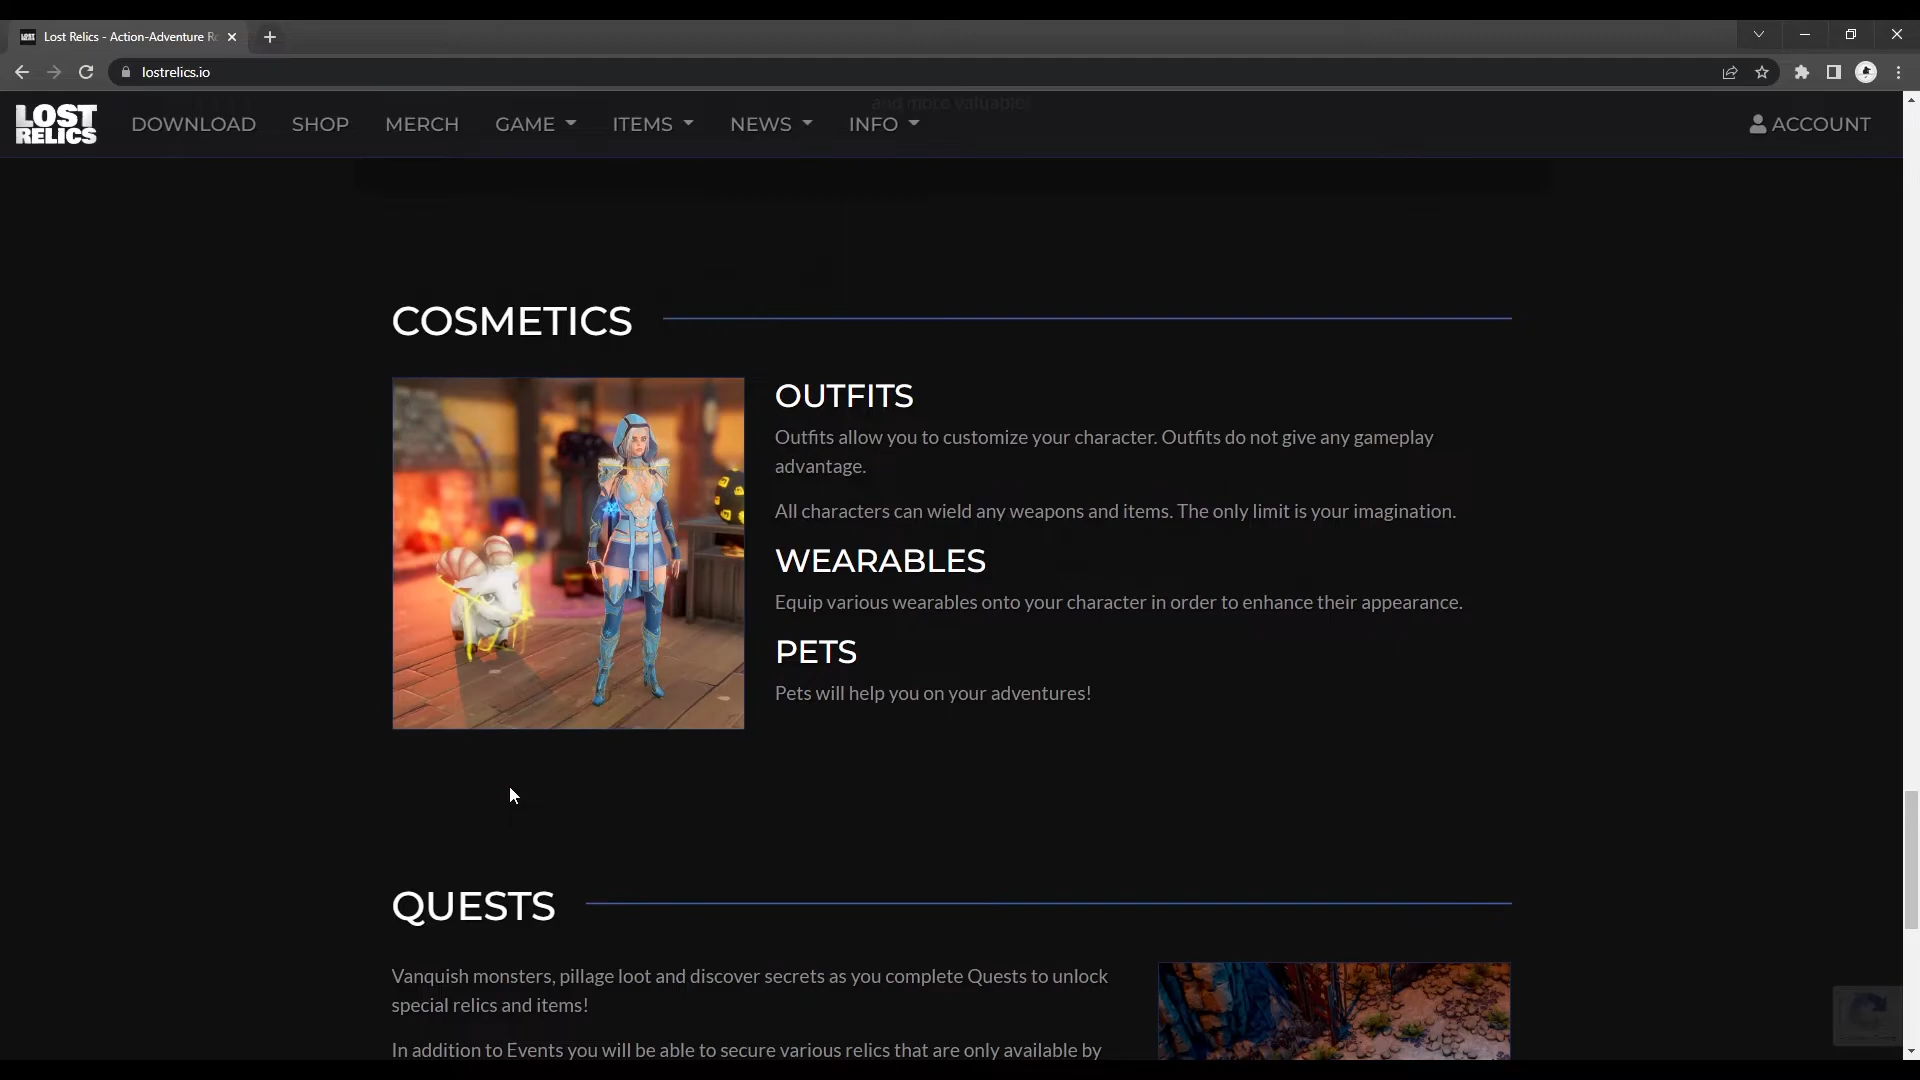 Lost Relics - Action-Adventure R
lostrelics.io
and more valuable
LOST RELICS
DOWNLOAD SHOP MERCH GAME ITEMS NEWS INFO ACCOUNT
COSMETICS
OUTFITS
Outfits allow you to customize your character. Outfits do not give any gameplay
advantage.
All characters can wield any weapons and items. The only limit is your imagination.
WEARABLES
Equip various wearables onto your character in order to enhance their appearance.
PETS
Pets will help you on your adventures!
QUESTS
Vanquish monsters, pillage loot and discover secrets as you complete Quests to unlock
special relics and items!
In addition to Events you will be able to secure various relics that are only available by